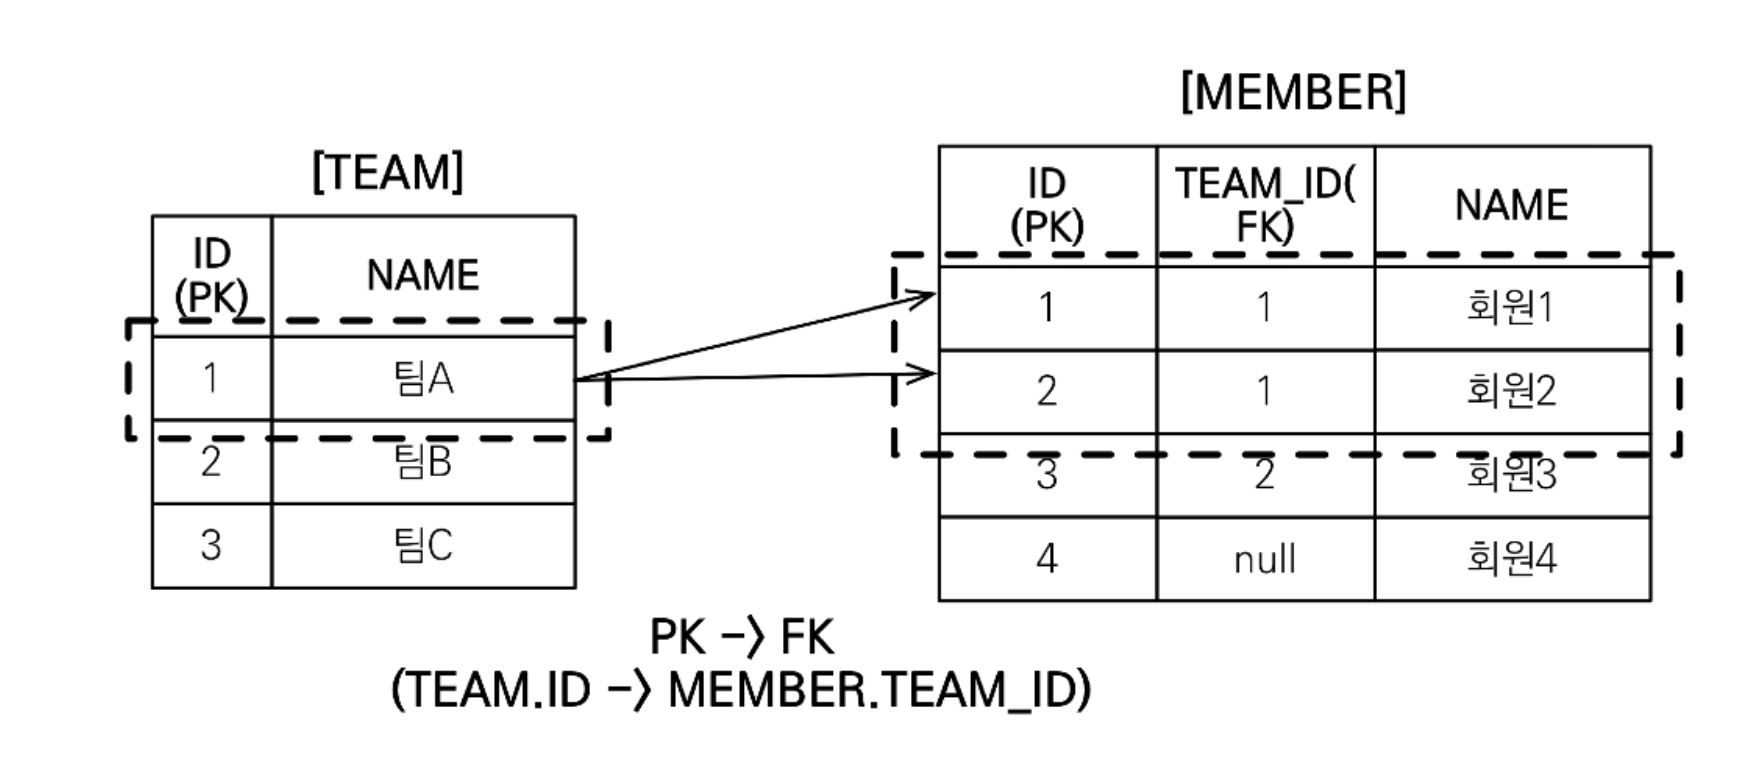 [TEAM]
ID
(PK)
NAME
1
팀A
2
팀B
3
팀C
[MEMBER]
ID
(PK)
TEAM_ID(
FK)
NAME
1
1
회원1
2
1
회원2
3
2
회원3
4
null
회원4
PK -> FK
(TEAM.ID -> MEMBER.TEAM_ID)